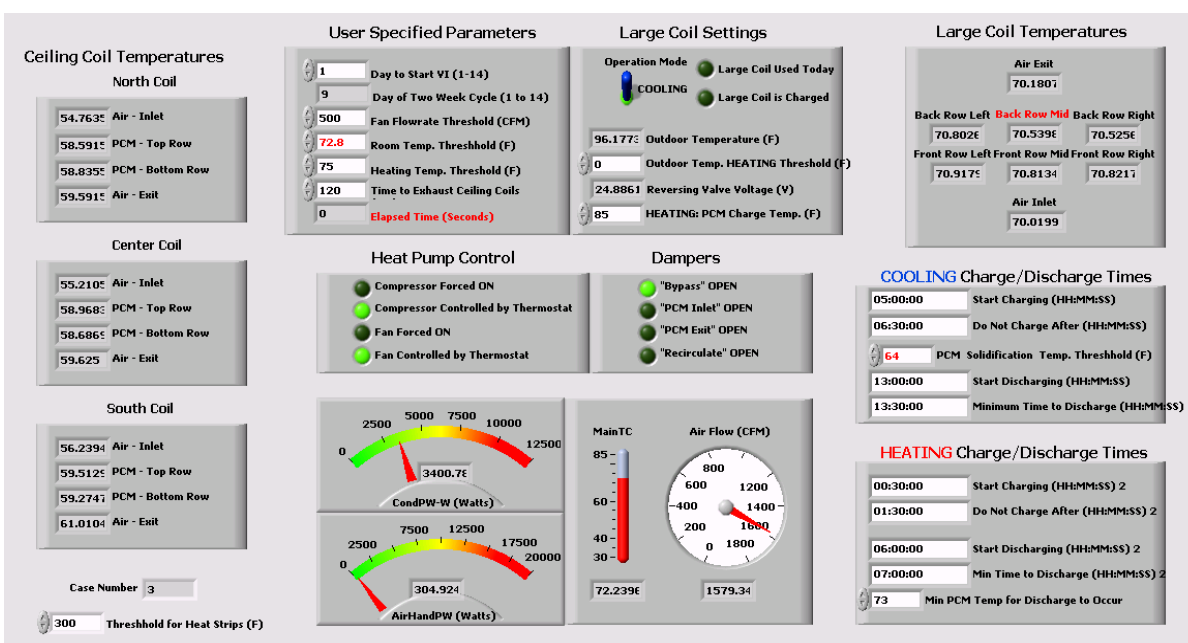 Ceiling Coil Temperatures
North Coil
54.7635 Air - Inlet
58.5915 PCM - Top Row
58.8355 PCM - Bottom Row
59.5915 Air - Exit
Center Coil
55.2105 Air - Inlet
58.9683 PCM - Top Row
58.6869 PCM - Bottom Row
59.625 Air - Exit
South Coil
56.2394 Air - Inlet
59.5129 PCM - Top Row
59.2747 PCM - Bottom Row
61.0104 Air - Exit
Case Number 3
300 Threshhold for Heat Strips (F)
User Specified Parameters
1 Day to Start VI (1-14)
9 Day of Two Week Cycle (1 to 14)
500 Fan Flowrate Threshold (CFM)
72.8 Room Temp. Threshhold (F)
75 Heating Temp. Threshold (F)
120 Time to Exhaust Ceiling Coils
0 Elapsed Time (Seconds)
Large Coil Settings
Operation Mode
COOLING
Large Coil Used Today
Large Coil is Charged
96.1773 Outdoor Temperature (F)
0 Outdoor Temp. HEATING Threshold (F)
24.8861 Reversing Valve Voltage (V)
85 HEATING: PCM Charge Temp. (F)
Heat Pump Control
Compressor Forced ON
Compressor Controlled by Thermostat
Fan Forced ON
Fan Controlled by Thermostat
Dampers
"Bypass" OPEN
"PCM Inlet" OPEN
"PCM Exit" OPEN
"Recirculate" OPEN
0 2500 5000 7500 10000 12500
3400.78
CondPW-W (Watts)
0 2500 7500 12500 17500 20000
304.924
AirHandPW (Watts)
MainTC
85
60
40
30
72.2396
Air Flow (CFM)
0 200 400 600 800 1200 1400 1600 1800
1579.34
Large Coil Temperatures
Air Exit
70.1807
Back Row Left Back Row Mid Back Row Right
70.8026 70.5398 70.5256
Front Row Left Front Row Mid Front Row Right
70.9179 70.8134 70.8217
Air Inlet
70.0199
COOLING Charge/Discharge Times
05:00:00 Start Charging (HH:MM:SS)
06:30:00 Do Not Charge After (HH:MM:SS)
64 PCM Solidification Temp. Threshhold (F)
13:00:00 Start Discharging (HH:MM:SS)
13:30:00 Minimum Time to Discharge (HH:MM:SS)
HEATING Charge/Discharge Times
00:30:00 Start Charging (HH:MM:SS) 2
01:30:00 Do Not Charge After (HH:MM:SS) 2
06:00:00 Start Discharging (HH:MM:SS) 2
07:00:00 Min Time to Discharge (HH:MM:SS) 2
73 Min PCM Temp for Discharge to Occur